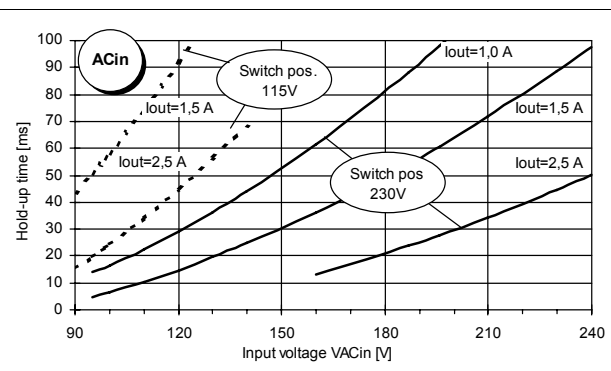 100
90
80
70
60
50
40
30
20
10
0
Hold-up time [ms]
ACin
Switch pos.
115V
Iout=1,0 A
Iout=1,5 A
Iout=1,5 A
Iout=2,5 A
Iout=2,5 A
Switch pos
230V
90 120 150 180 210 240
Input voltage VACin [V]